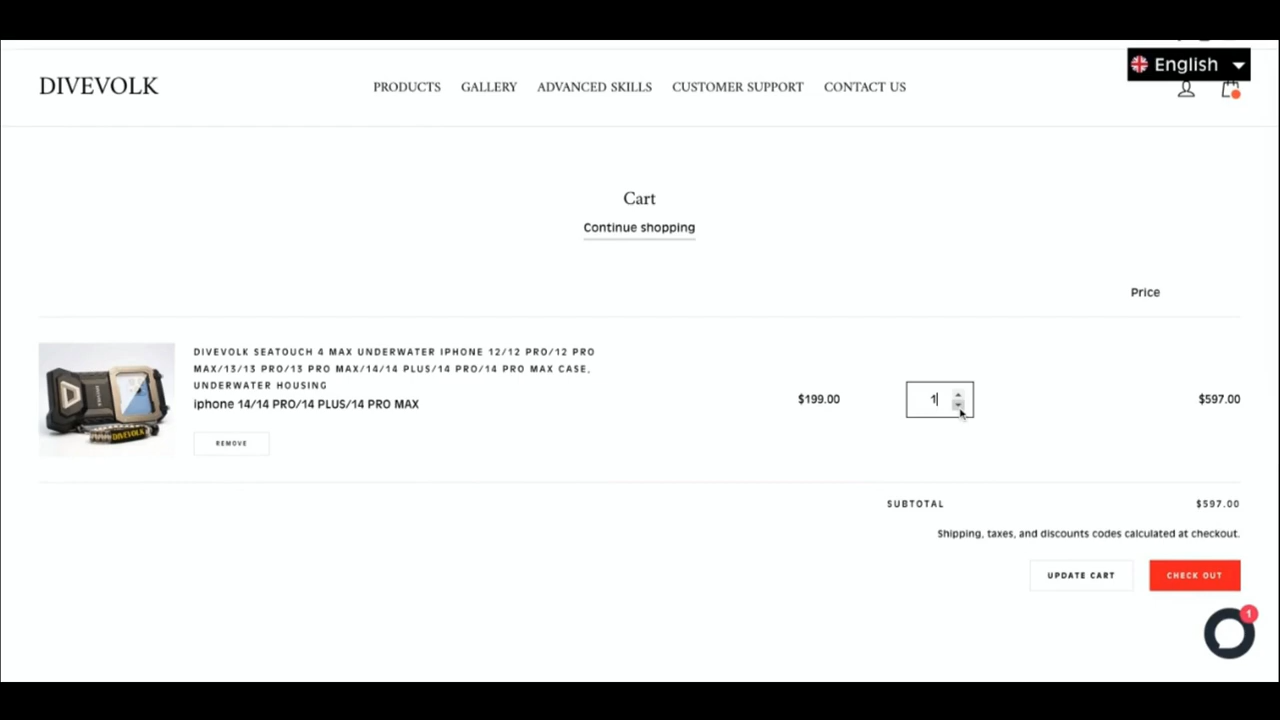 English
DIVEVOLK
PRODUCTS GALLERY ADVANCED SKILLS CUSTOMER SUPPORT CONTACT US
Cart
Continue shopping
Price
DIVEVOLK SEATOUCH 4 MAX UNDERWATER IPHONE 12/12 PRO/12 PRO
MAX/13/13 PRO/13 PRO MAX/14/14 PLUS/14 PRO/14 PRO MAX CASE,
UNDERWATER HOUSING
iphone 14/14 PRO/14 PLUS/14 PRO MAX
$199.00 1 $597.00
DIVEVOLK
REMOVE
SUBTOTAL $597.00
Shipping, taxes, and discounts codes calculated at checkout.
UPDATE CART CHECK OUT
1